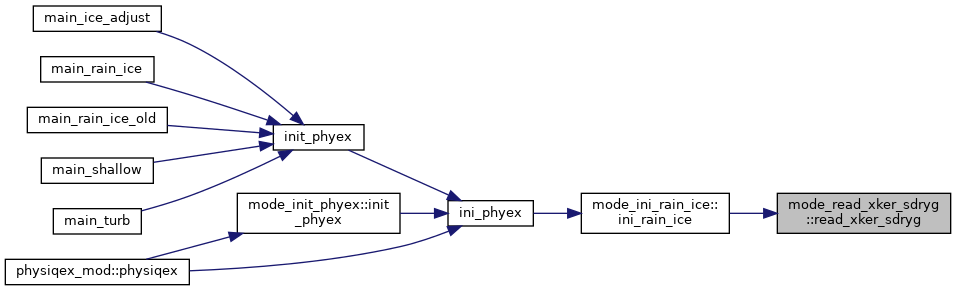 main_ice_adjust
main_rain_ice
main_rain_ice_old
main_shallow
main_turb
physiqex_mod::physiqex
init_phyex
mode_init_phyex::init
_phyex
ini_phyex
mode_ini_rain_ice::
ini_rain_ice
mode_read_xker_sdryg
::read_xker_sdryg